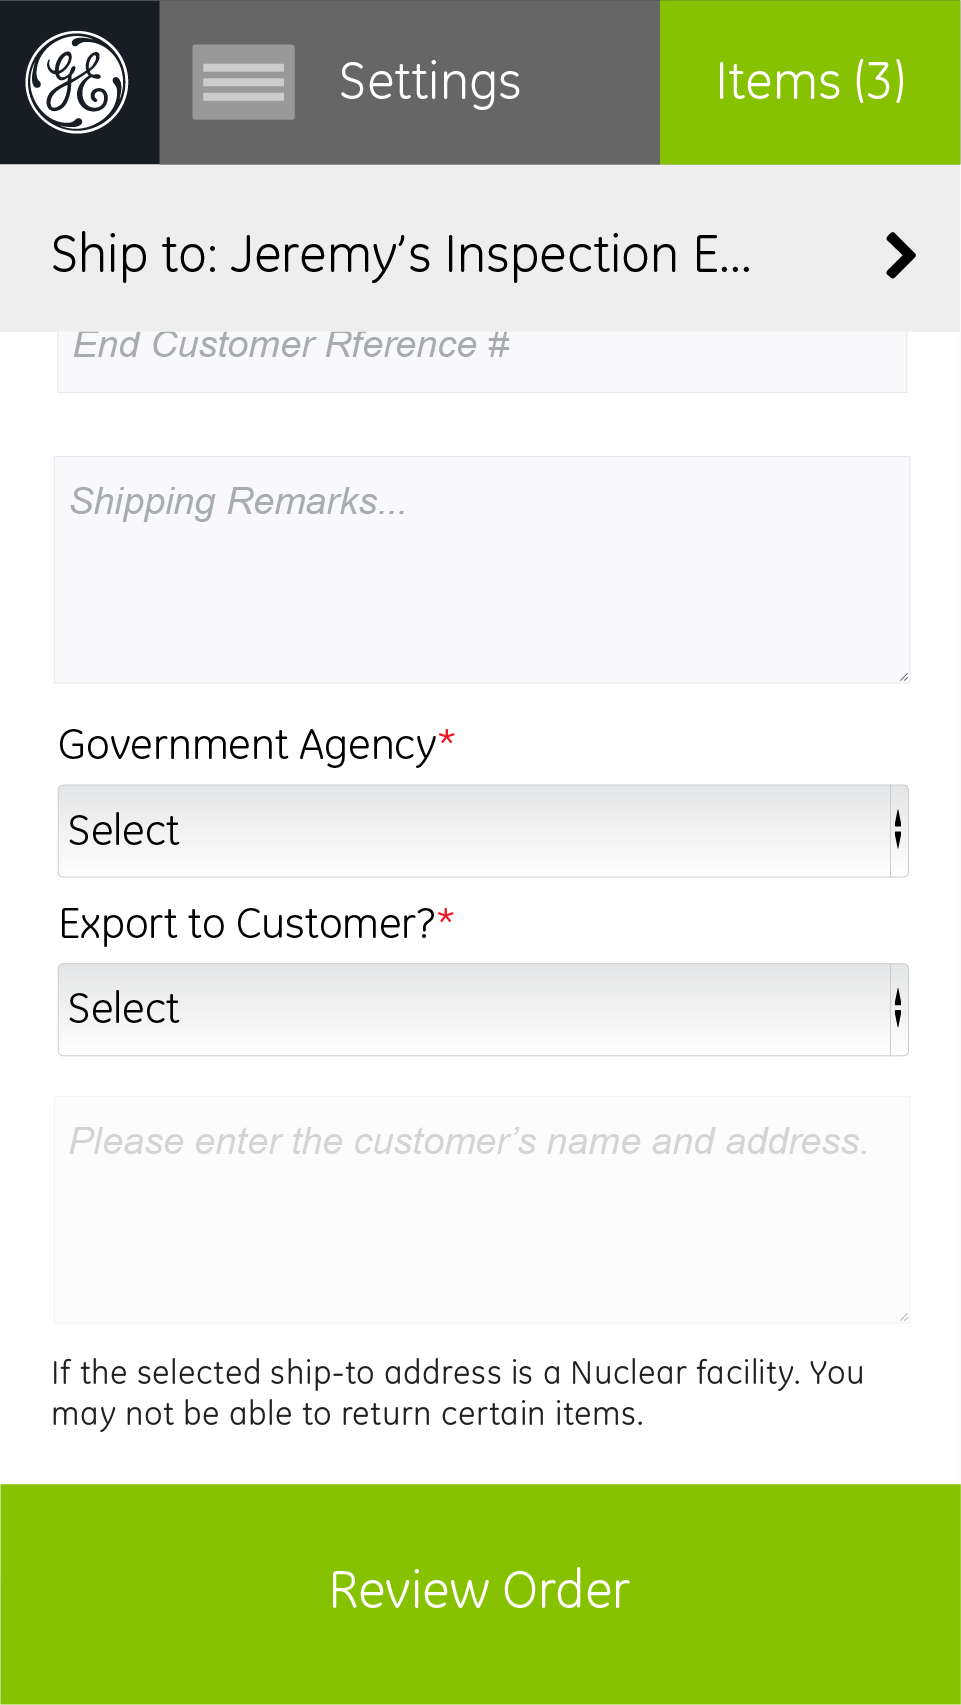 GE
Settings
Items (3)
Ship to: Jeremy’s Inspection E...
End Customer Rference #
Shipping Remarks...
Government Agency*
Select
Export to Customer?*
Select
Please enter the customer’s name and address.
If the selected ship-to address is a Nuclear facility. You
may not be able to return certain items.
Review Order